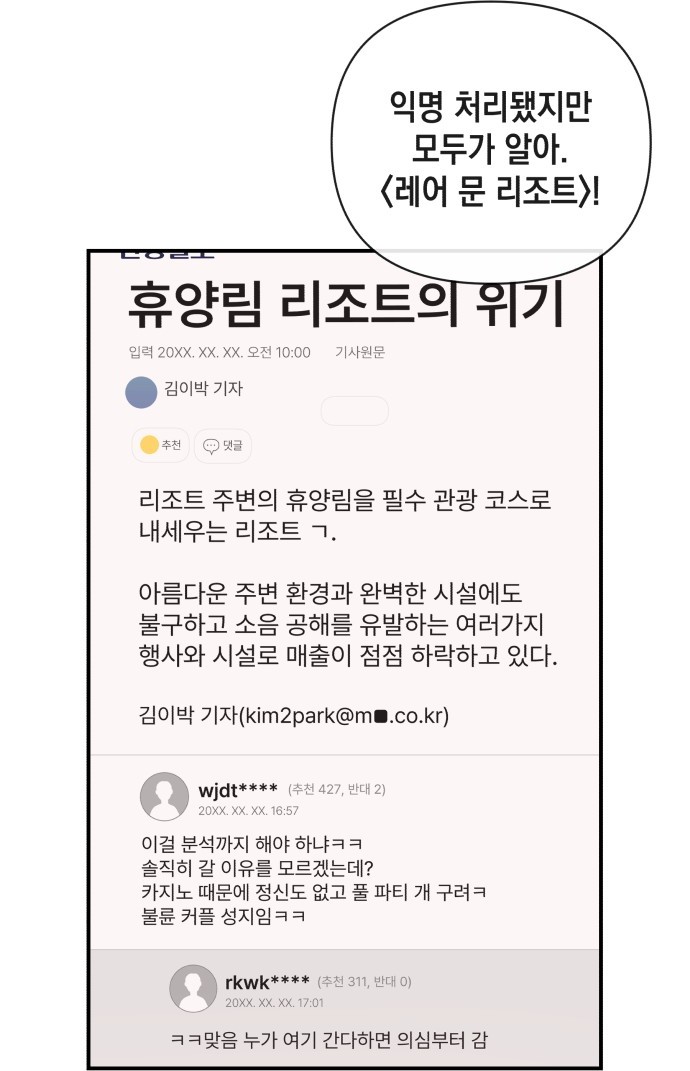 익명 처리됐지만
모두가 알아.
〈레어 문 리조트〉!
휴양림 리조트의 위기
입력 20XX. XX. XX. 오전 10:00 기사원문
김이박 기자
추천 댓글
리조트 주변의 휴양림을 필수 관광 코스로
내세우는 리조트 ㄱ.
아름다운 주변 환경과 완벽한 시설에도
불구하고 소음 공해를 유발하는 여러가지
행사와 시설로 매출이 점점 하락하고 있다.
김이박 기자(kim2park@m■.co.kr)
wjdt**** (추천 427, 반대 2)
20XX. XX. XX. 16:57
이걸 분석까지 해야 하냐ㅋㅋ
솔직히 갈 이유를 모르겠는데?
카지노 때문에 정신도 없고 풀 파티 개 구려ㅋ
불륜 커플 성지임ㅋㅋ
rkwk**** (추천 311, 반대 0)
20XX. XX. XX. 17:01
ㅋㅋ맞음 누가 여기 간다하면 의심부터 감